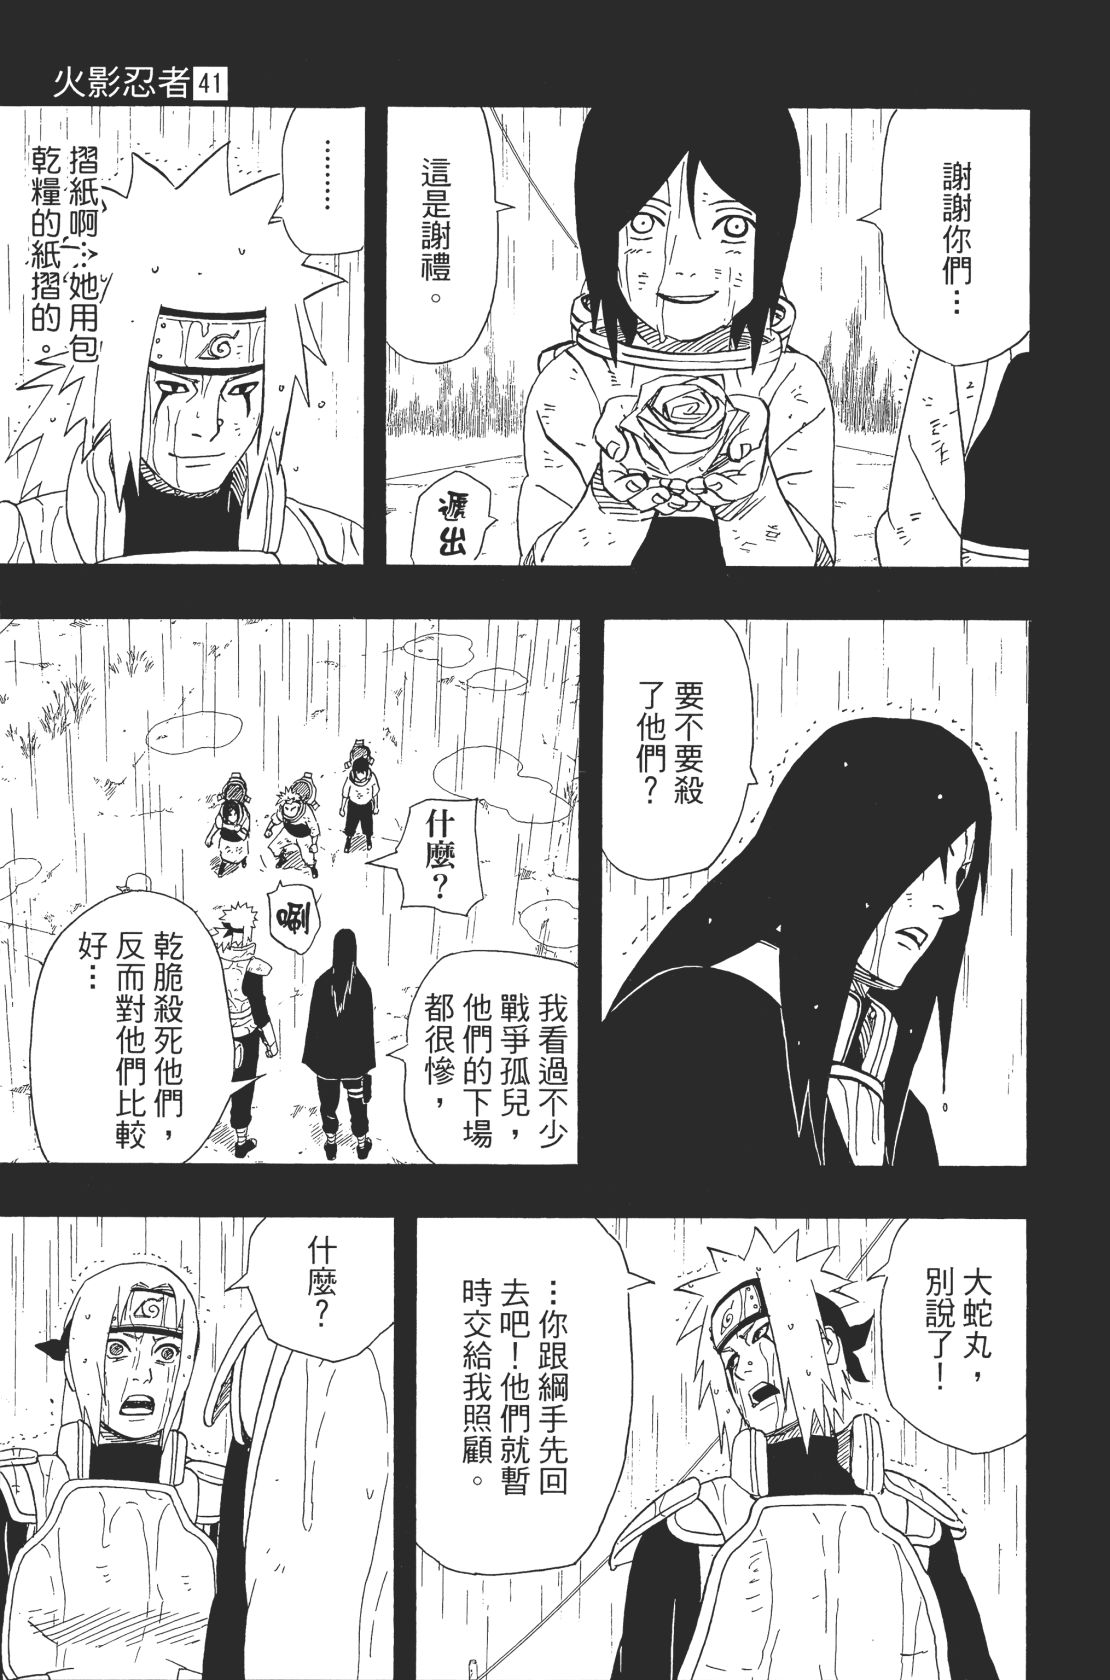 火影忍者41
謝謝你們⋯
這是謝禮。
遞出
⋯⋯⋯
摺紙啊⋯她用包
乾糧的紙摺的。
要不要殺
了他們？
什麼？
唰
我看過不少
戰爭孤兒，
他們的下場
都很慘，
乾脆殺死他們，
反而對他們比較
好⋯
大蛇丸，
別說了！
⋯你跟綱手先回
去吧！他們就暫
時交給我照顧。
什麼？